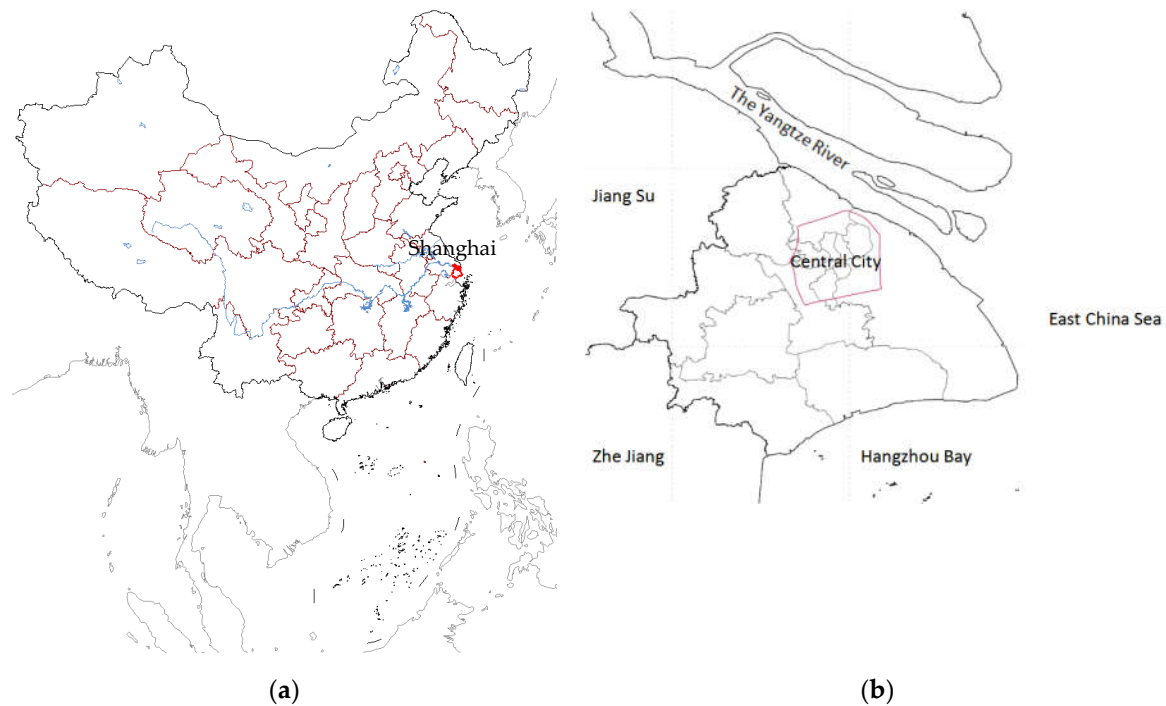 Shanghai
The Yangtze River
Jiang Su
Central City
East China Sea
Zhe Jiang
Hangzhou Bay
(a)
(b)